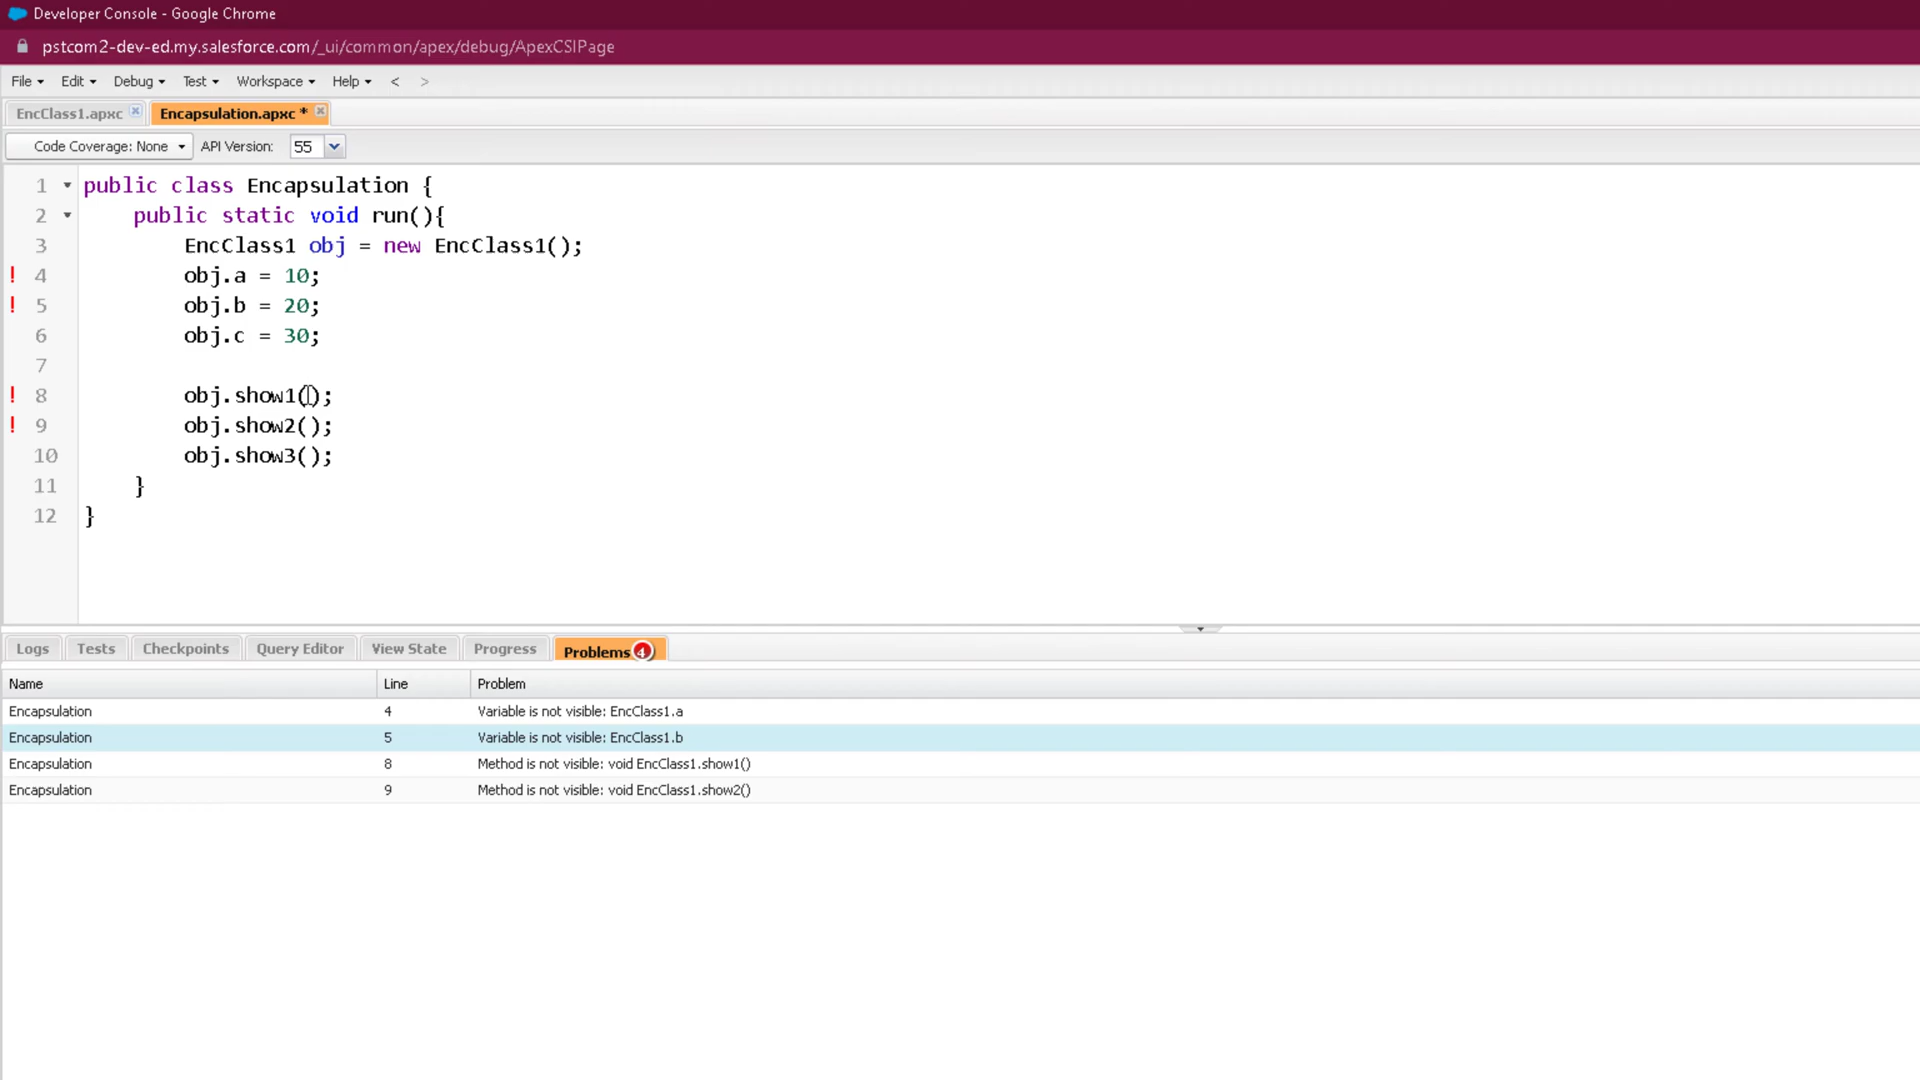 Developer Console - Google Chrome
pstcom2-dev-ed.my.salesforce.com/_ui/common/apex/debug/ApexCSIPage
File Edit Debug Test Workspace Help < >
EncClass1.apxc Encapsulation.apxc *
Code Coverage: None API Version: 55
1 public class Encapsulation {
2 public static void run(){
3 EncClass1 obj = new EncClass1();
! 4 obj.a = 10;
! 5 obj.b = 20;
6 obj.c = 30;
7
! 8 obj.show1();
! 9 obj.show2();
10 obj.show3();
11 }
12 }
Logs Tests Checkpoints Query Editor View State Progress Problems 4
Name Line Problem
Encapsulation 4 Variable is not visible: EncClass1.a
Encapsulation 5 Variable is not visible: EncClass1.b
Encapsulation 8 Method is not visible: void EncClass1.show1()
Encapsulation 9 Method is not visible: void EncClass1.show2()